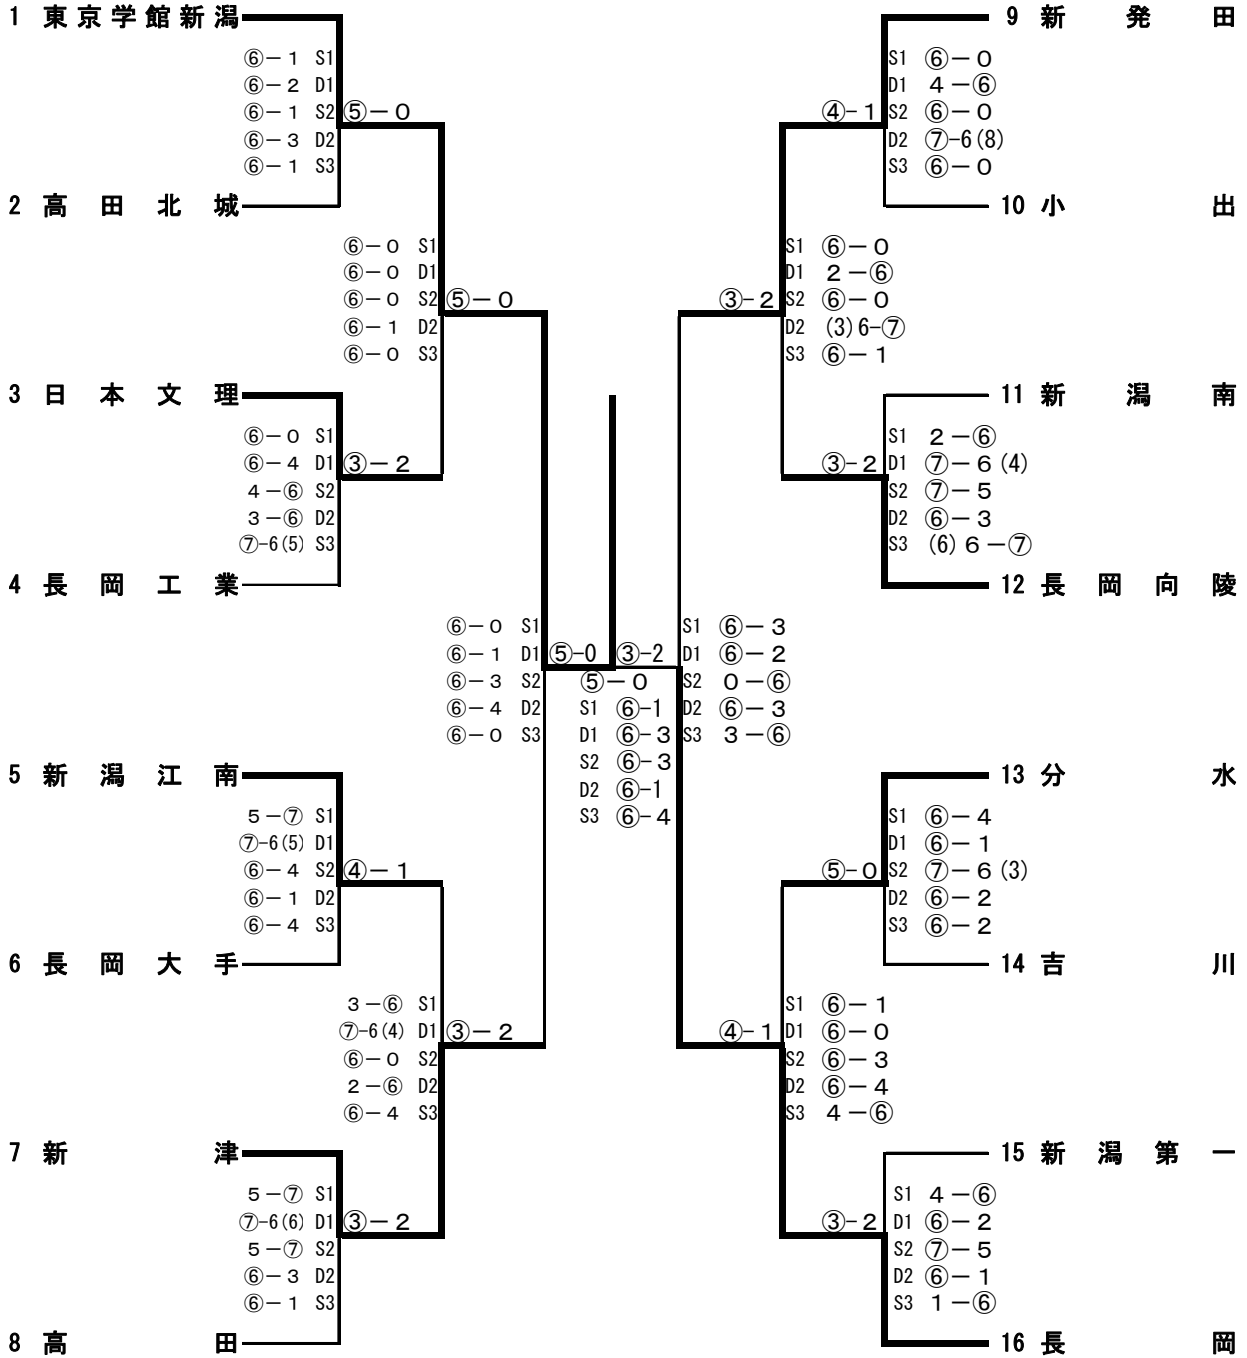 1 東京学館新潟
⑥－1 S1
⑥－2 D1
⑥－1 S2
⑥－3 D2
⑥－1 S3
⑤－0
2 高田北城
⑥－0 S1
⑥－0 D1
⑥－0 S2
⑥－1 D2
⑥－0 S3
⑤－0
3 日本文理
⑥－0 S1
⑥－4 D1
4－⑥ S2
3－⑥ D2
⑦-6(5) S3
③－2
4 長岡工業
⑥－0 S1
⑥－1 D1
⑥－3 S2
⑥－4 D2
⑥－0 S3
⑤-0
5 新潟江南
5－⑦ S1
⑦-6(5) D1
⑥－4 S2
⑥－1 D2
⑥－4 S3
④－1
6 長岡大手
3－⑥ S1
⑦-6(4) D1
⑥－0 S2
2－⑥ D2
⑥－4 S3
③－2
7 新津
5－⑦ S1
⑦-6(6) D1
5－⑦ S2
⑥－3 D2
⑥－1 S3
③－2
8 高田
⑤－0
S1 ⑥-1
D1 ⑥-3
S2 ⑥-3
D2 ⑥-1
S3 ⑥-4
9 新発田
S1 ⑥－0
D1 4－⑥
S2 ⑥－0
D2 ⑦-6(8)
S3 ⑥－0
④-1
10 小出
S1 ⑥－0
D1 2－⑥
S2 ⑥－0
D2 (3)6-⑦
S3 ⑥－1
③-2
11 新潟南
S1 2－⑥
D1 ⑦－6(4)
S2 ⑦－5
D2 ⑥－3
S3 (6)6－⑦
③-2
12 長岡向陵
S1 ⑥－3
D1 ⑥－2
S2 0－⑥
D2 ⑥－3
S3 3－⑥
③-2
13 分水
S1 ⑥－4
D1 ⑥－1
S2 ⑦－6(3)
D2 ⑥－2
S3 ⑥－2
⑤-0
14 吉川
S1 ⑥－1
D1 ⑥－0
S2 ⑥－3
D2 ⑥－4
S3 4－⑥
④-1
15 新潟第一
S1 4－⑥
D1 ⑥－2
S2 ⑦－5
D2 ⑥－1
S3 1－⑥
③-2
16 長岡